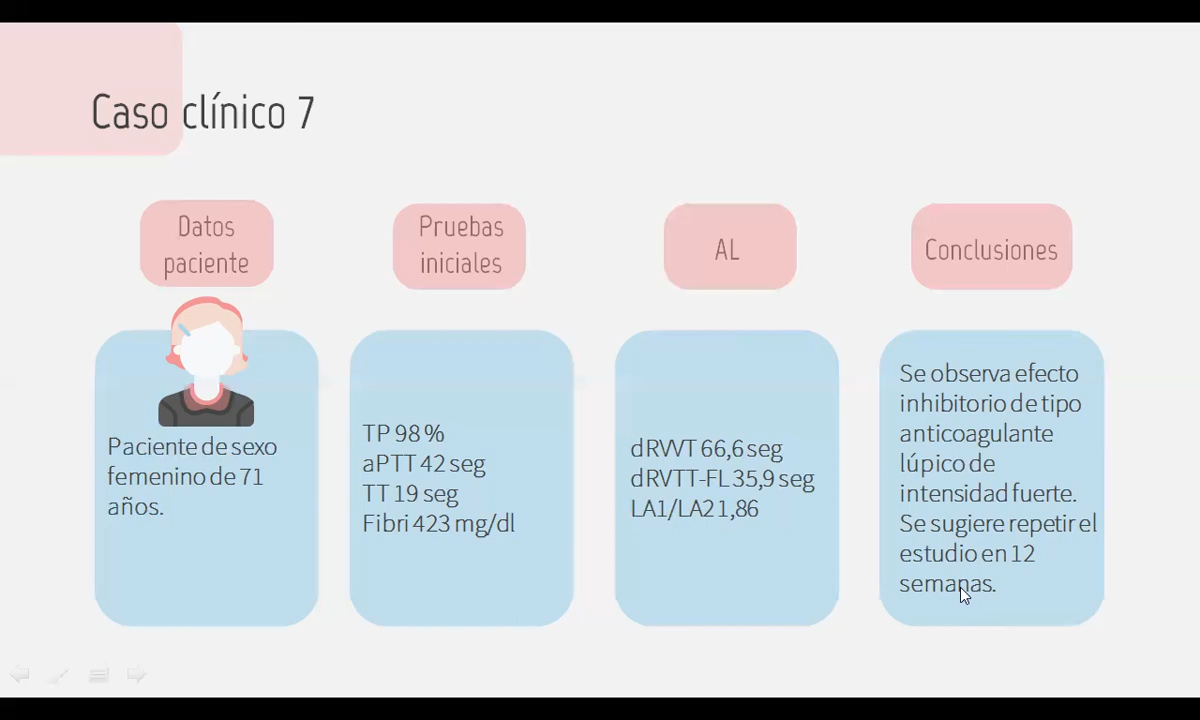 Caso clínico 7
Datos
paciente
Paciente de sexo
femenino de 71
años.
Pruebas
iniciales
TP 98 %
aPTT 42 seg
TT 19 seg
Fibri 423 mg/dl
AL
dRVVT 66,6 seg
dRVTT-FL 35,9 seg
LA1/LA2 1,86
Conclusiones
Se observa efecto
inhibitorio de tipo
anticoagulante
lúpico de
intensidad fuerte.
Se sugiere repetir el
estudio en 12
semanas.